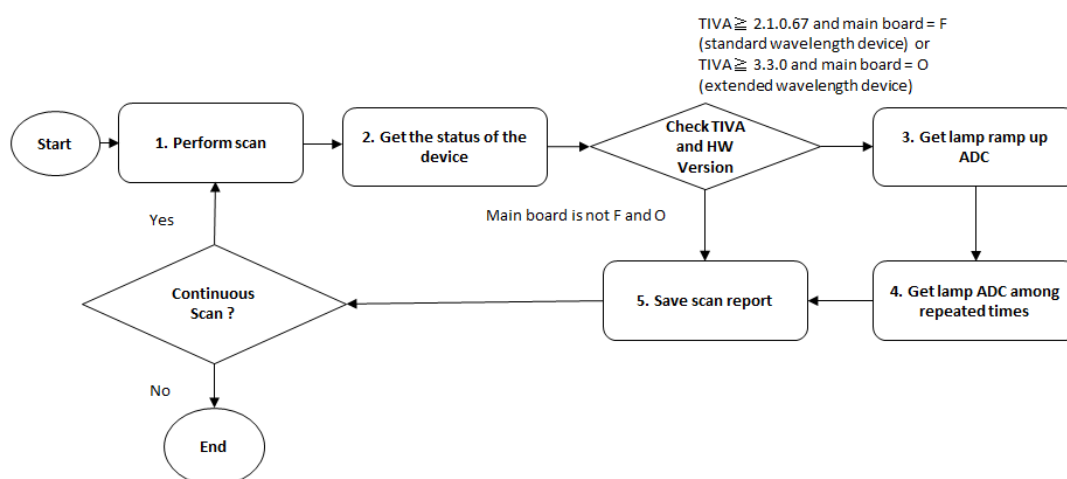 TIVA≧ 2.1.0.67 and main board = F
(standard wavelength device) or
TIVA≧ 3.3.0 and main board = O
(extended wavelength device)
Start
1. Perform scan
2. Get the status of the
device
Check TIVA
and HW
Version
3. Get lamp ramp up
ADC
Yes
Main board is not F and O
Continuous
Scan ?
5. Save scan report
4. Get lamp ADC among
repeated times
No
End